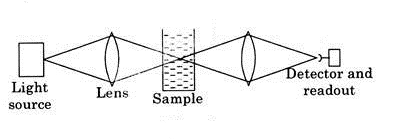 Light
source
Lens
Sample
Detector and
readout